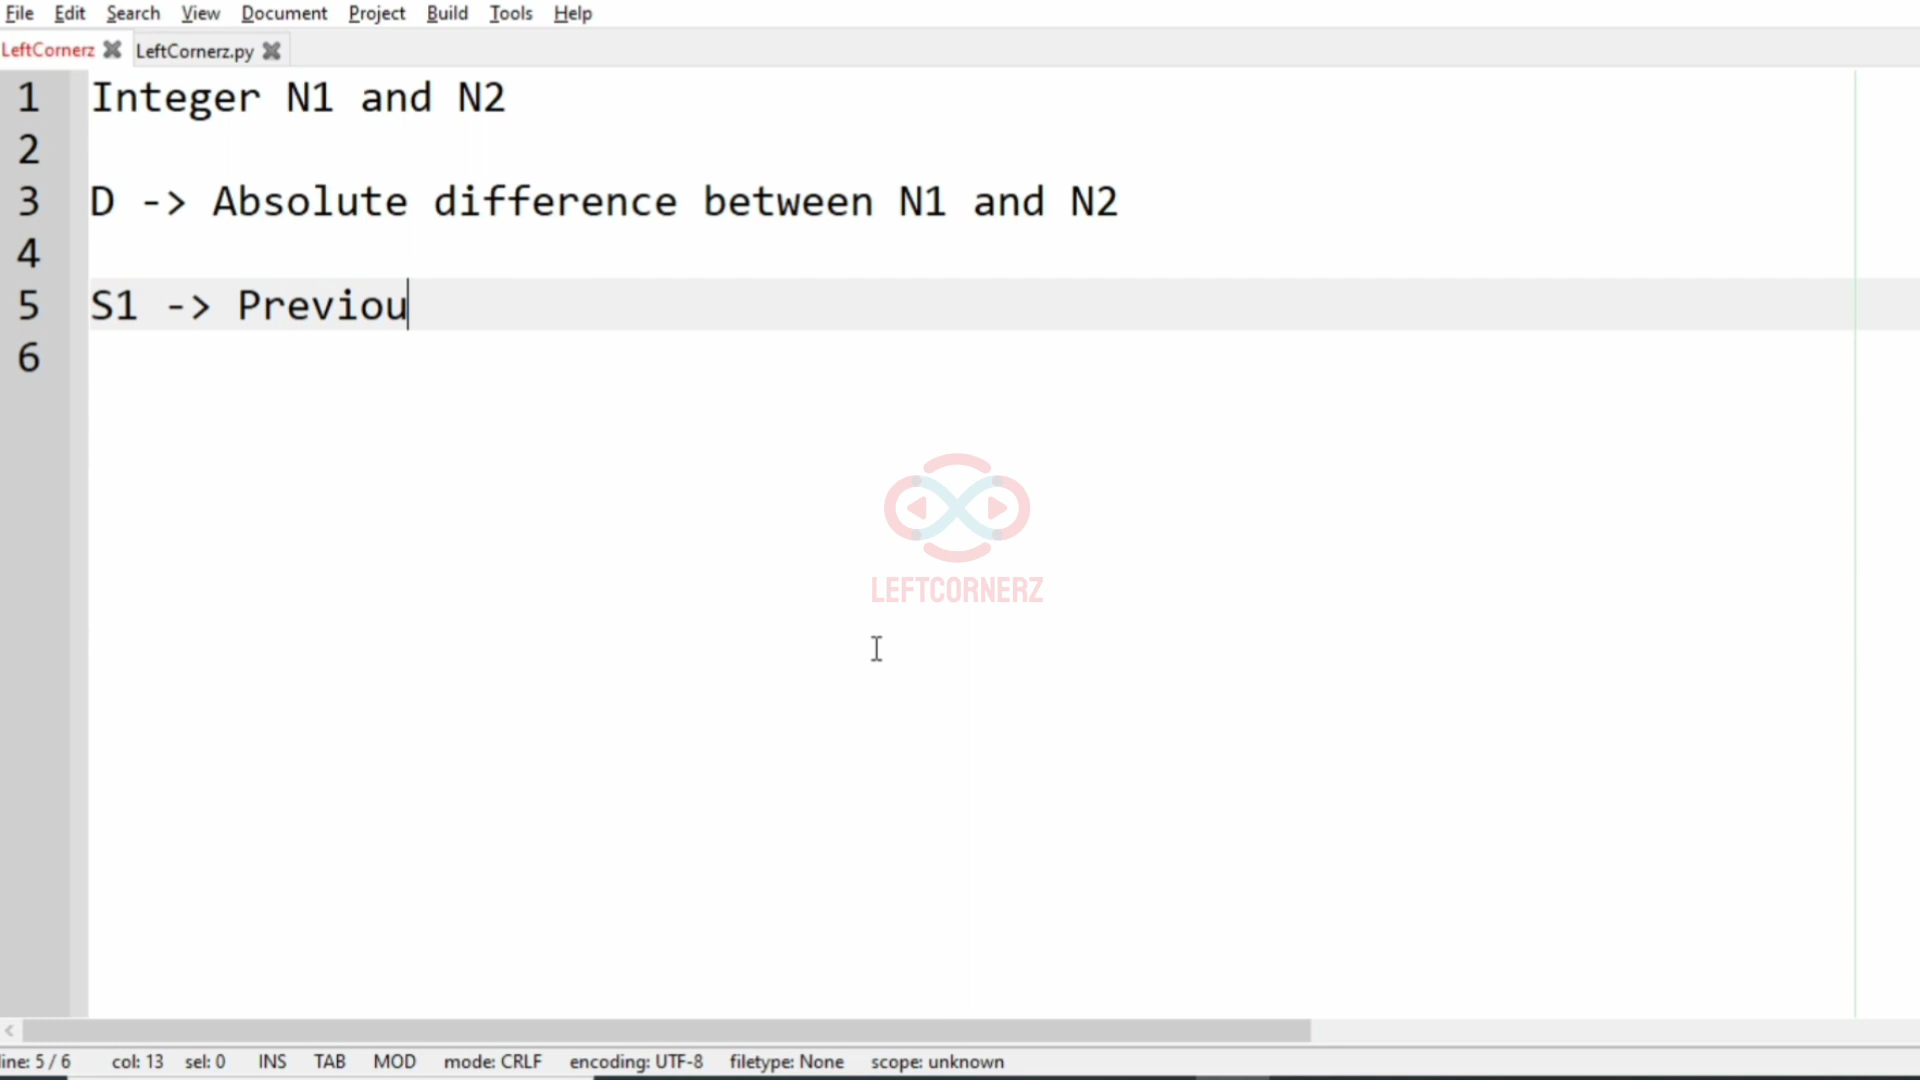 File Edit Search View Document Project Build Tools Help
LeftCornerz LeftCornerz.py
1 Integer N1 and N2
2
3 D -> Absolute difference between N1 and N2
4
5 S1 -> Previou
6
LEFTCORNERZ
line: 5 / 6 col: 13 sel: 0 INS TAB MOD mode: CRLF encoding: UTF-8 filetype: None scope: unknown